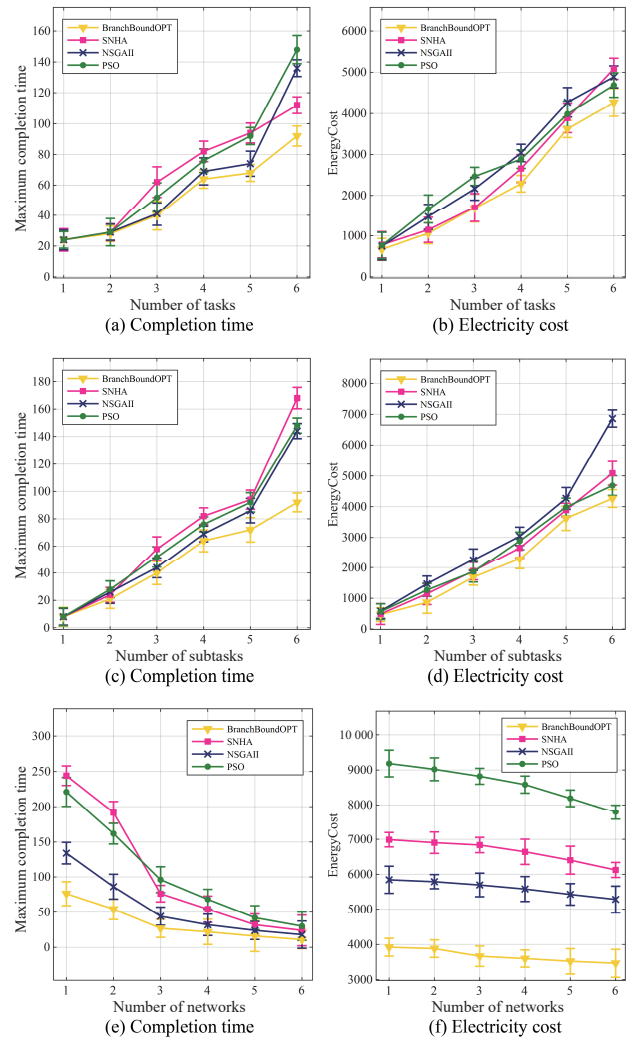 Maximum completion time
160
140
120
100
80
60
40
20
0
BranchBoundOPT
SNHA
NSGAII
PSO
1 2 3 4 5 6
Number of tasks
(a) Completion time
EnergyCost
6000
5000
4000
3000
2000
1000
0
BranchBoundOPT
SNHA
NSGAII
PSO
1 2 3 4 5 6
Number of tasks
(b) Electricity cost
Maximum completion time
180
160
140
120
100
80
60
40
20
0
BranchBoundOPT
SNHA
NSGAII
PSO
1 2 3 4 5 6
Number of subtasks
(c) Completion time
EnergyCost
8000
7000
6000
5000
4000
3000
2000
1000
0
BranchBoundOPT
SNHA
NSGAII
PSO
1 2 3 4 5 6
Number of subtasks
(d) Electricity cost
Maximum completion time
300
250
200
150
100
50
0
BranchBoundOPT
SNHA
NSGAII
PSO
1 2 3 4 5 6
Number of networks
(e) Completion time
EnergyCost
10 000
9000
8000
7000
6000
5000
4000
3000
BranchBoundOPT
SNHA
NSGAII
PSO
1 2 3 4 5 6
Number of networks
(f) Electricity cost